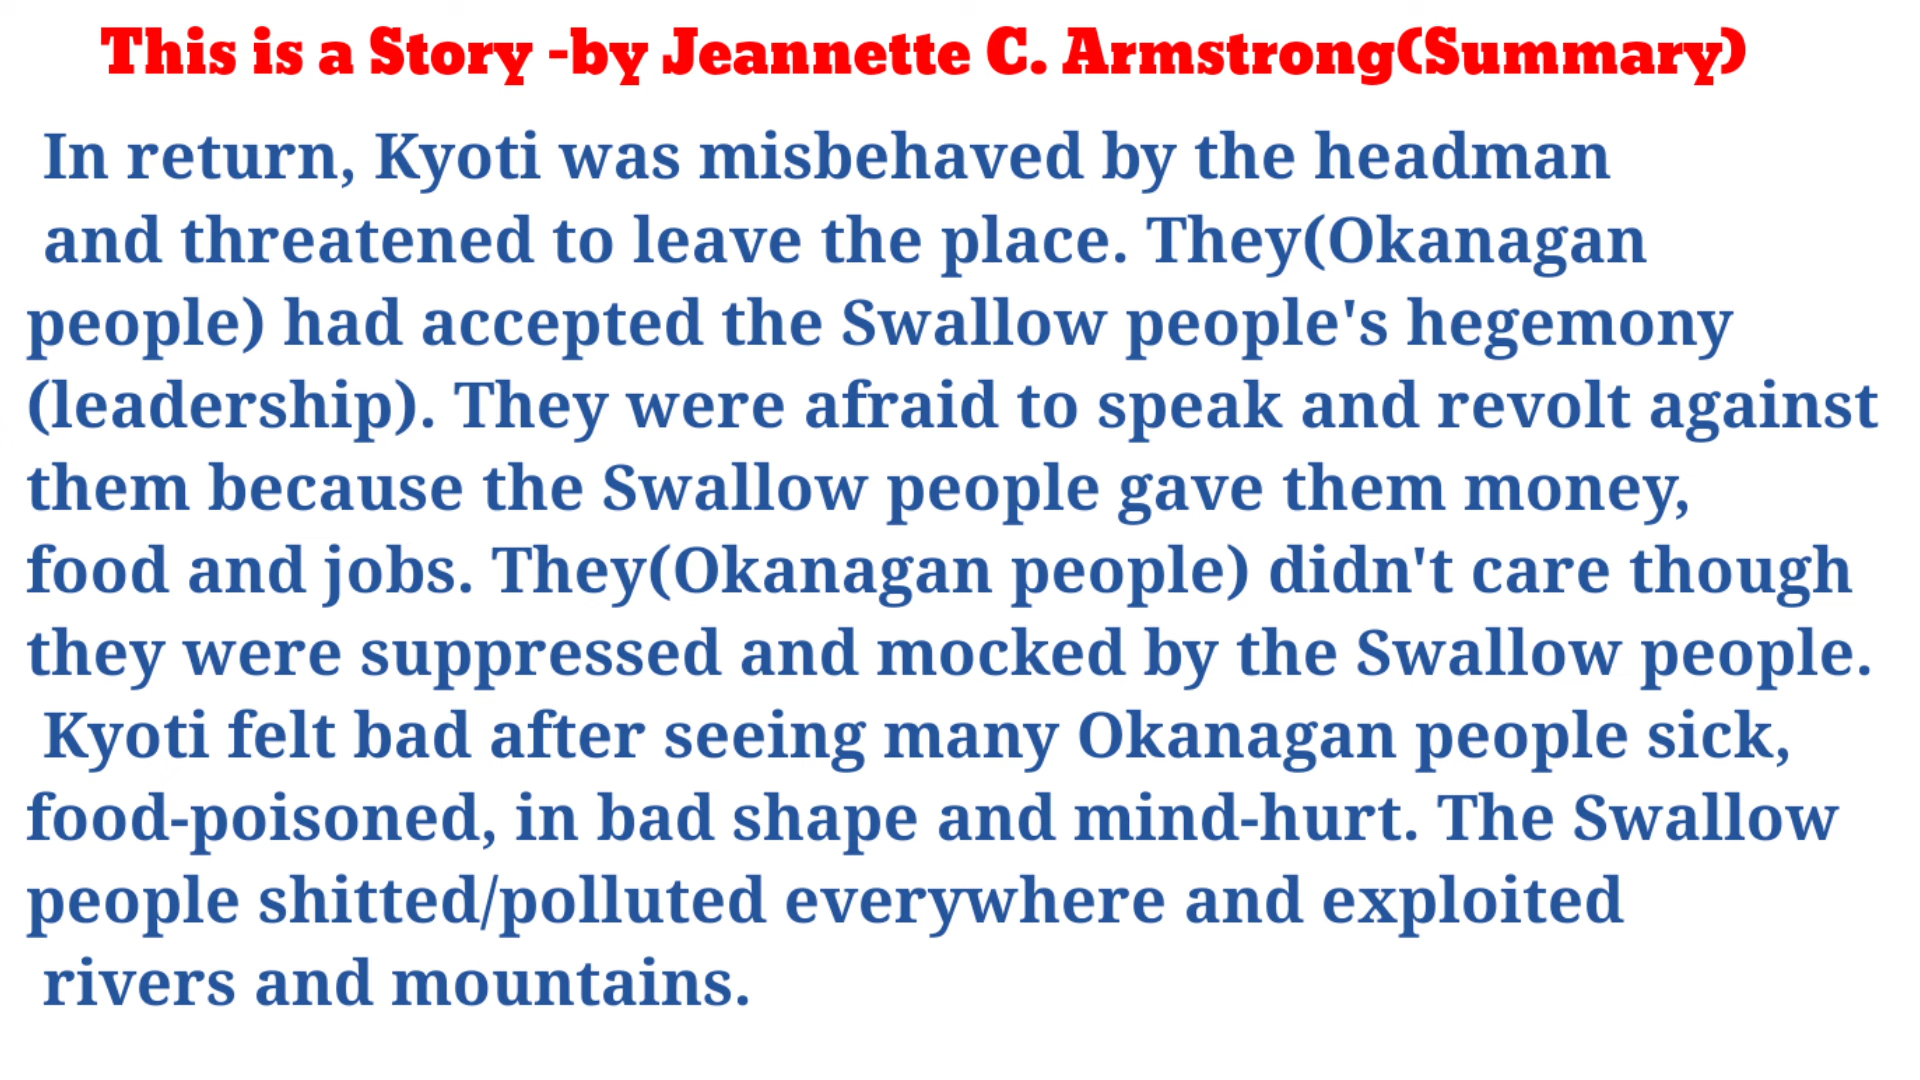 This is a Story -by Jeannette C. Armstrong(Summary)
In return, Kyoti was misbehaved by the headman
and threatened to leave the place. They(Okanagan
people) had accepted the Swallow people's hegemony
(leadership). They were afraid to speak and revolt against
them because the Swallow people gave them money,
food and jobs. They(Okanagan people) didn't care though
they were suppressed and mocked by the Swallow people.
Kyoti felt bad after seeing many Okanagan people sick,
food-poisoned, in bad shape and mind-hurt. The Swallow
people shitted/polluted everywhere and exploited
rivers and mountains.